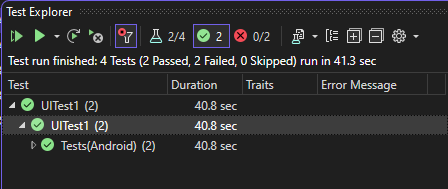 Test Explorer
2/4 2 0/2
Test run finished: 4 Tests (2 Passed, 2 Failed, 0 Skipped) run in 41.3 sec
Test Duration Traits Error Message
UITest1 (2) 40.8 sec
UITest1 (2) 40.8 sec
Tests(Android) (2) 40.8 sec